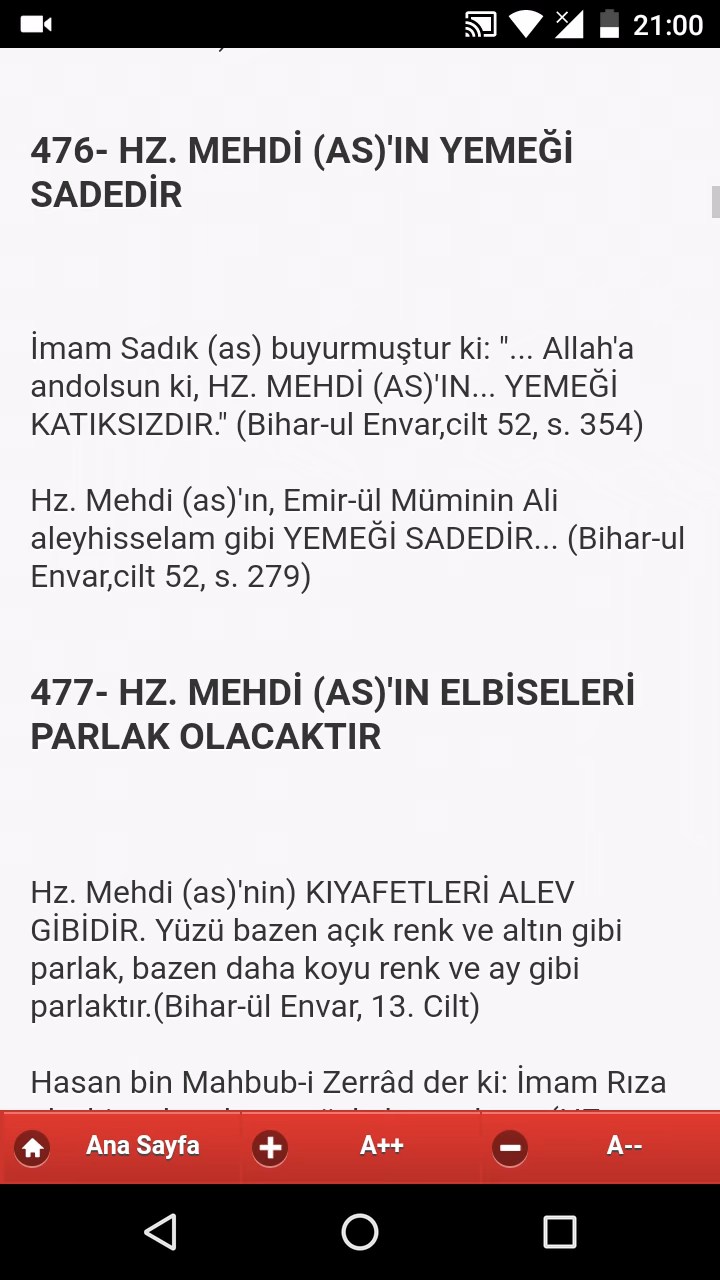 21:00
476- HZ. MEHDİ (AS)'IN YEMEĞİ
SADEDİR
İmam Sadık (as) buyurmuştur ki: "... Allah'a
andolsun ki, HZ. MEHDİ (AS)'IN... YEMEĞİ
KATIKSIZDIR." (Bihar-ul Envar,cilt 52, s. 354)
Hz. Mehdi (as)'ın, Emir-ül Müminin Ali
aleyhisselam gibi YEMEĞİ SADEDİR... (Bihar-ul
Envar,cilt 52, s. 279)
477- HZ. MEHDİ (AS)'IN ELBİSELERİ
PARLAK OLACAKTIR
Hz. Mehdi (as)'nin) KIYAFETLERİ ALEV
GİBİDİR. Yüzü bazen açık renk ve altın gibi
parlak, bazen daha koyu renk ve ay gibi
parlaktır.(Bihar-ül Envar, 13. Cilt)
Hasan bin Mahbub-i Zerrâd der ki: İmam Rıza
Ana Sayfa A++ A--